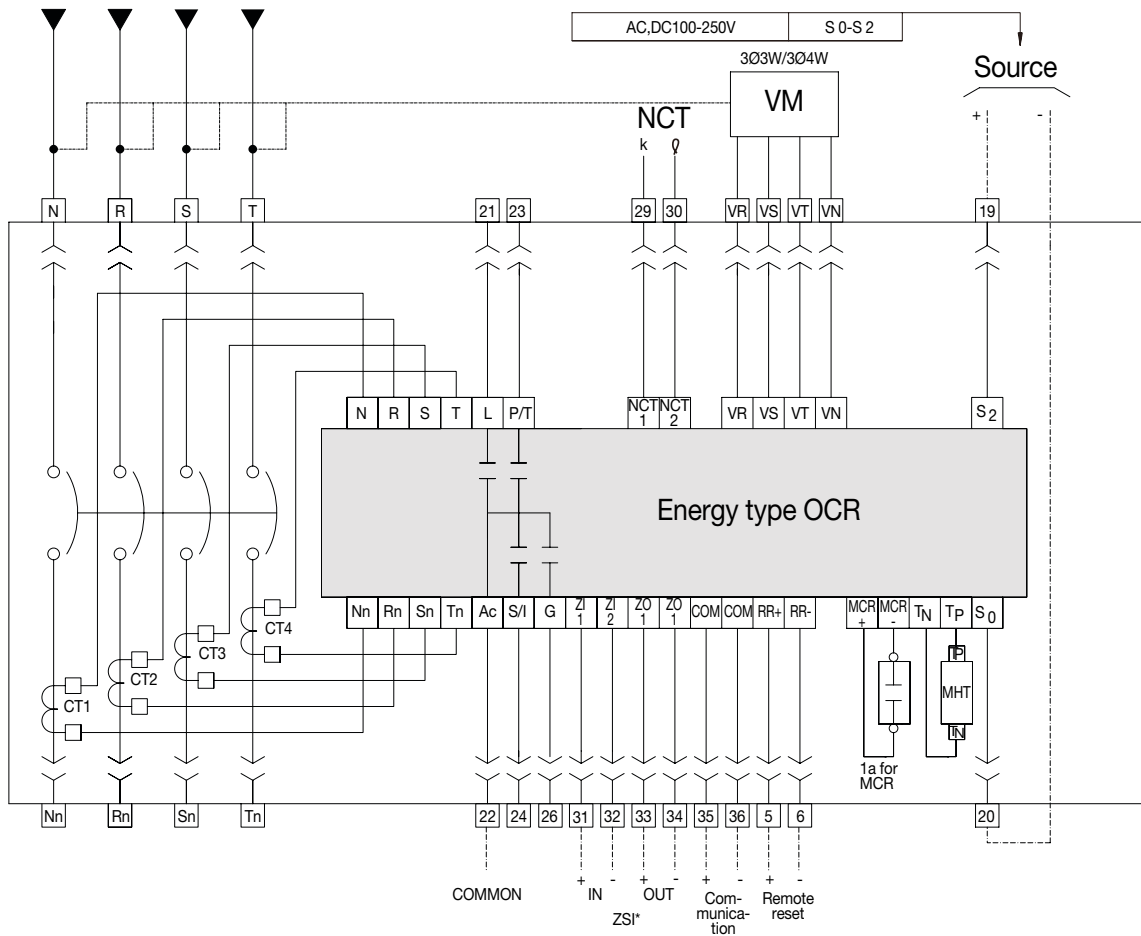 AC,DC100-250V S 0-S 2
3Ø3W/3Ø4W
Source
VM
NCT
+ -
k ℓ
N R S T 21 23 29 30 VR VS VT VN 19
N R S T L P/T NCT 1 NCT 2 VR VS VT VN S2
Energy type OCR
Nn Rn Sn Tn Ac S/I G ZI 1 ZI 2 ZO 1 ZO 1 COM COM RR+ RR- MCR + MCR - TN TP S0
CT4
CT3
CT2
CT1
TP
MHT
TN
1a for
MCR
Nn Rn Sn Tn 22 24 26 31 32 33 34 35 36 5 6 20
+ - + - + - + -
COMMON IN OUT Com-
munica-
tion Remote
reset
ZSI*